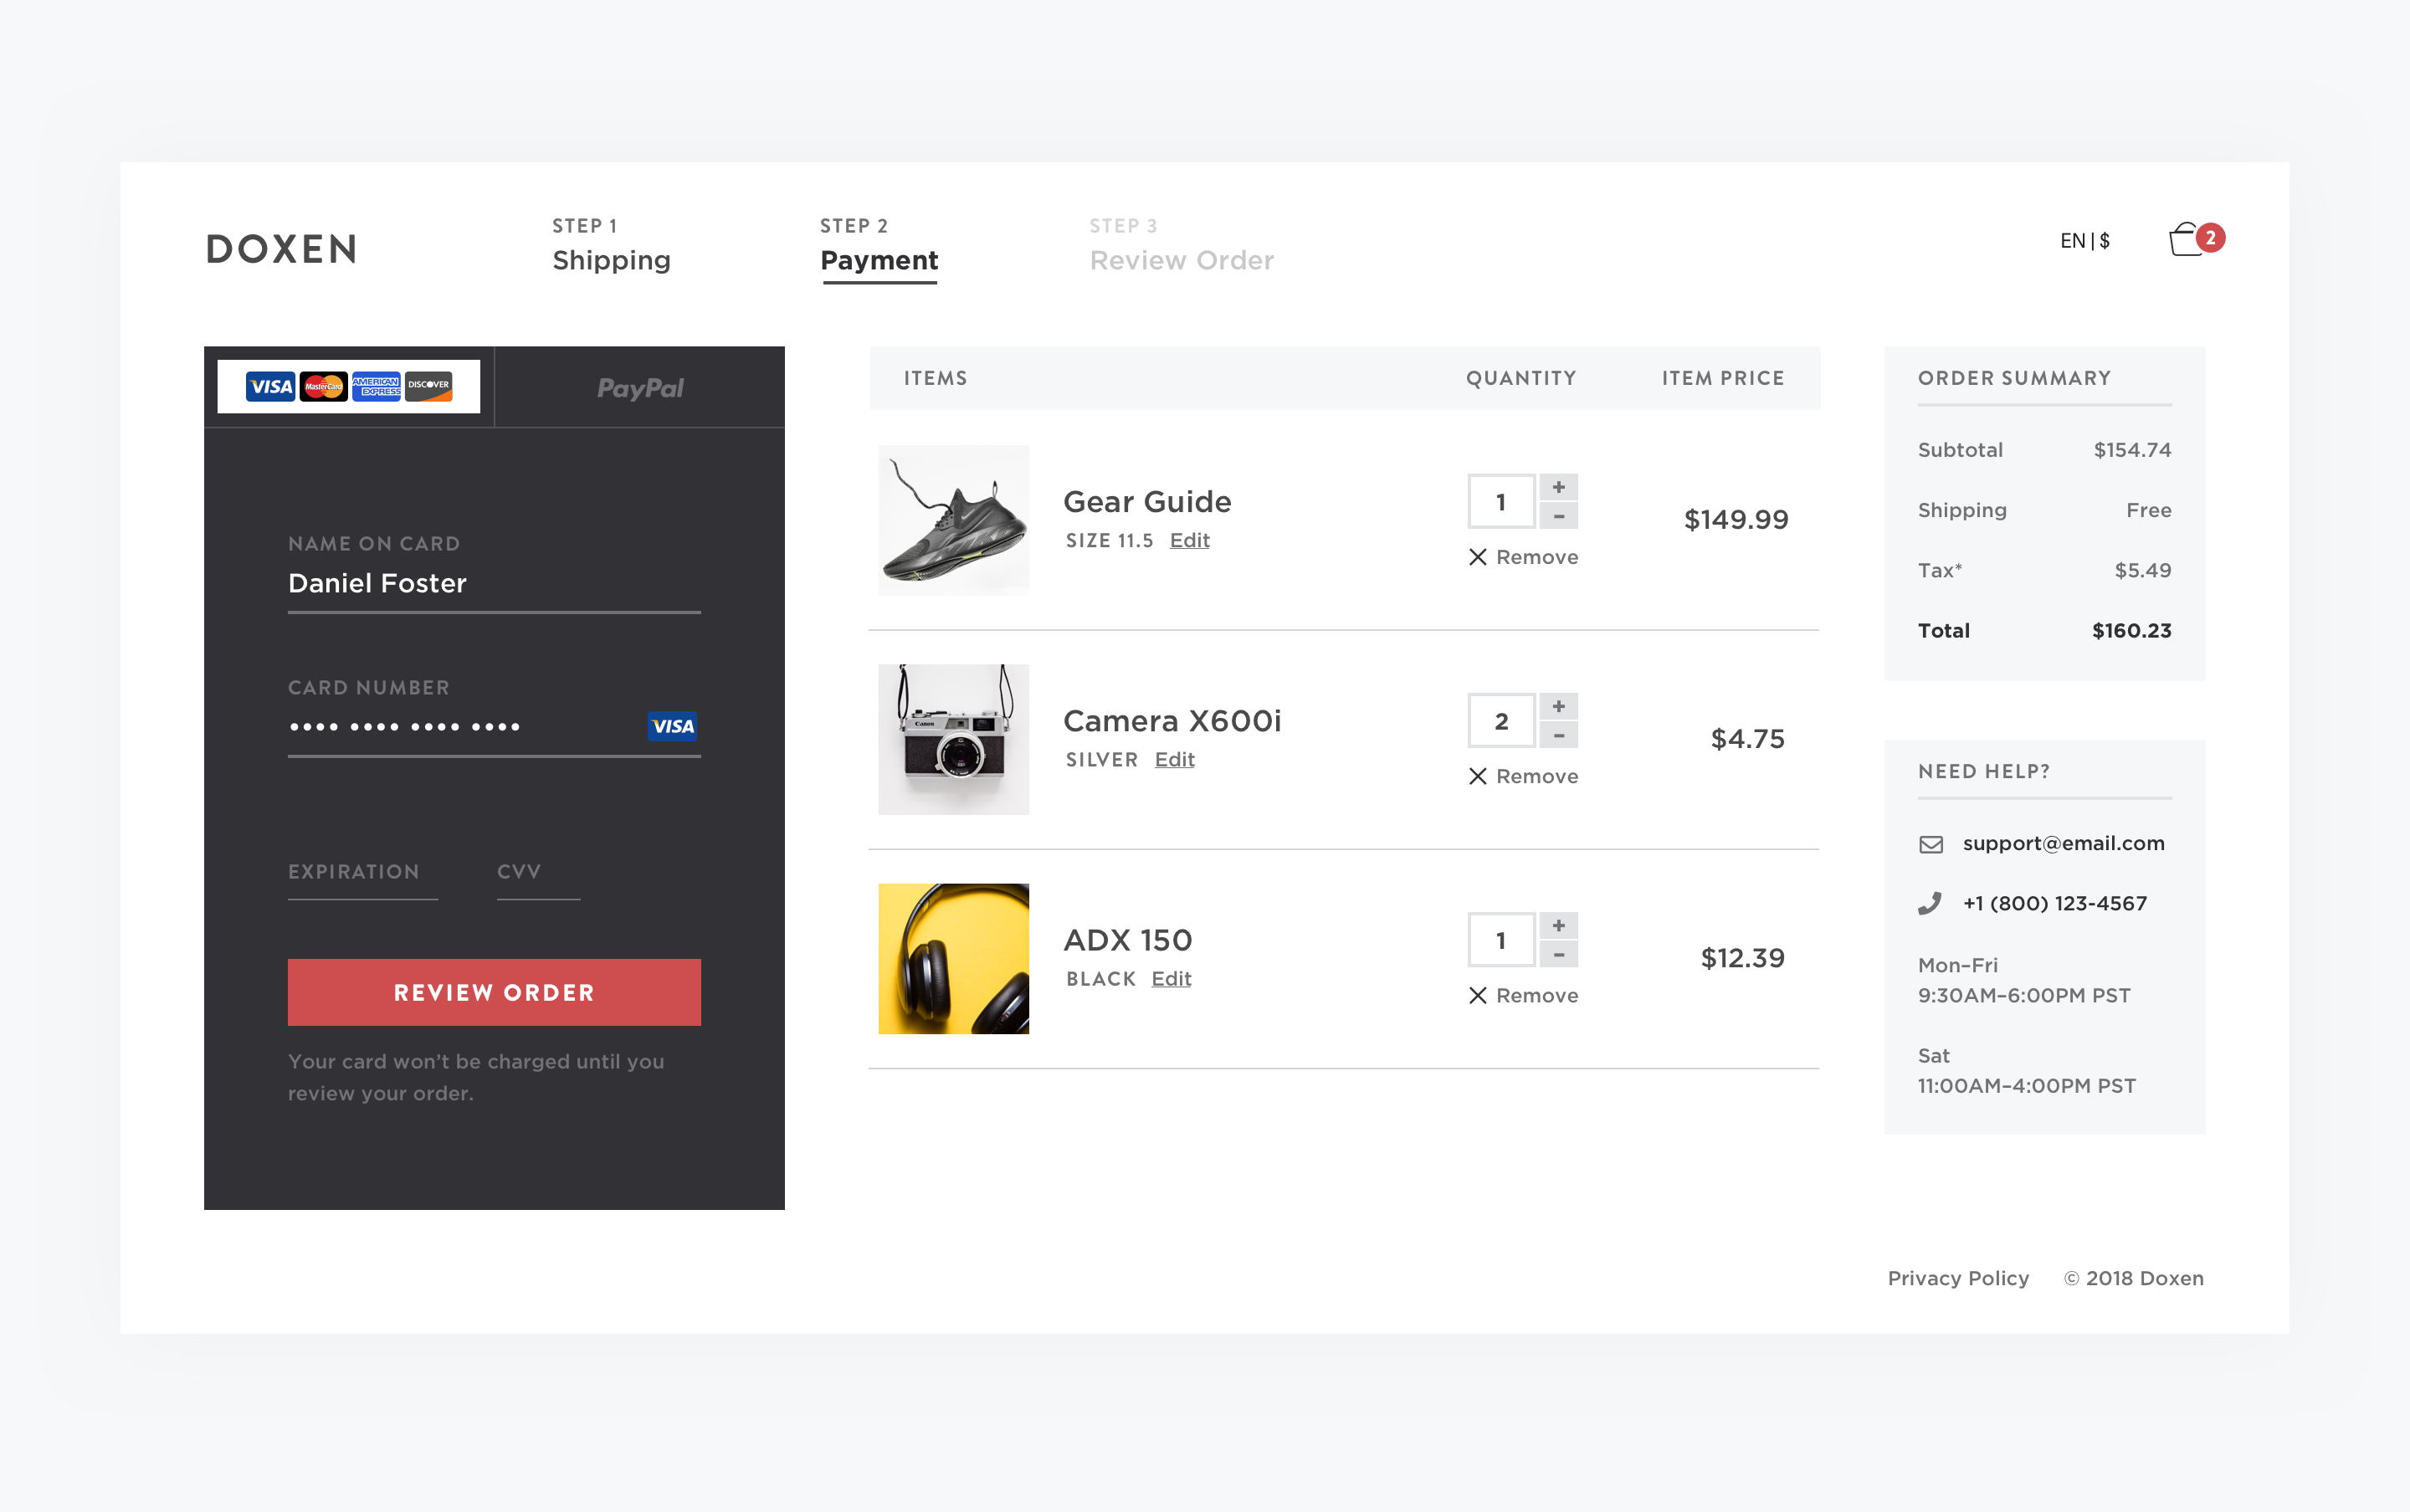 DOXEN
STEP 1
Shipping
STEP 2
Payment
STEP 3
Review Order
EN | $
2
VISA
MasterCard
AMERICAN EXPRESS
DISCOVER
PayPal
NAME ON CARD
Daniel Foster
CARD NUMBER
•••• •••• •••• ••••
VISA
EXPIRATION
CVV
REVIEW ORDER
Your card won’t be charged until you
review your order.
ITEMS
QUANTITY
ITEM PRICE
Gear Guide
SIZE 11.5 Edit
1
+
–
Remove
$149.99
Canon
Camera X600i
SILVER Edit
2
+
–
Remove
$4.75
ADX 150
BLACK Edit
1
+
–
Remove
$12.39
ORDER SUMMARY
Subtotal $154.74
Shipping Free
Tax* $5.49
Total $160.23
NEED HELP?
support@email.com
+1 (800) 123-4567
Mon–Fri
9:30AM–6:00PM PST
Sat
11:00AM–4:00PM PST
Privacy Policy
© 2018 Doxen